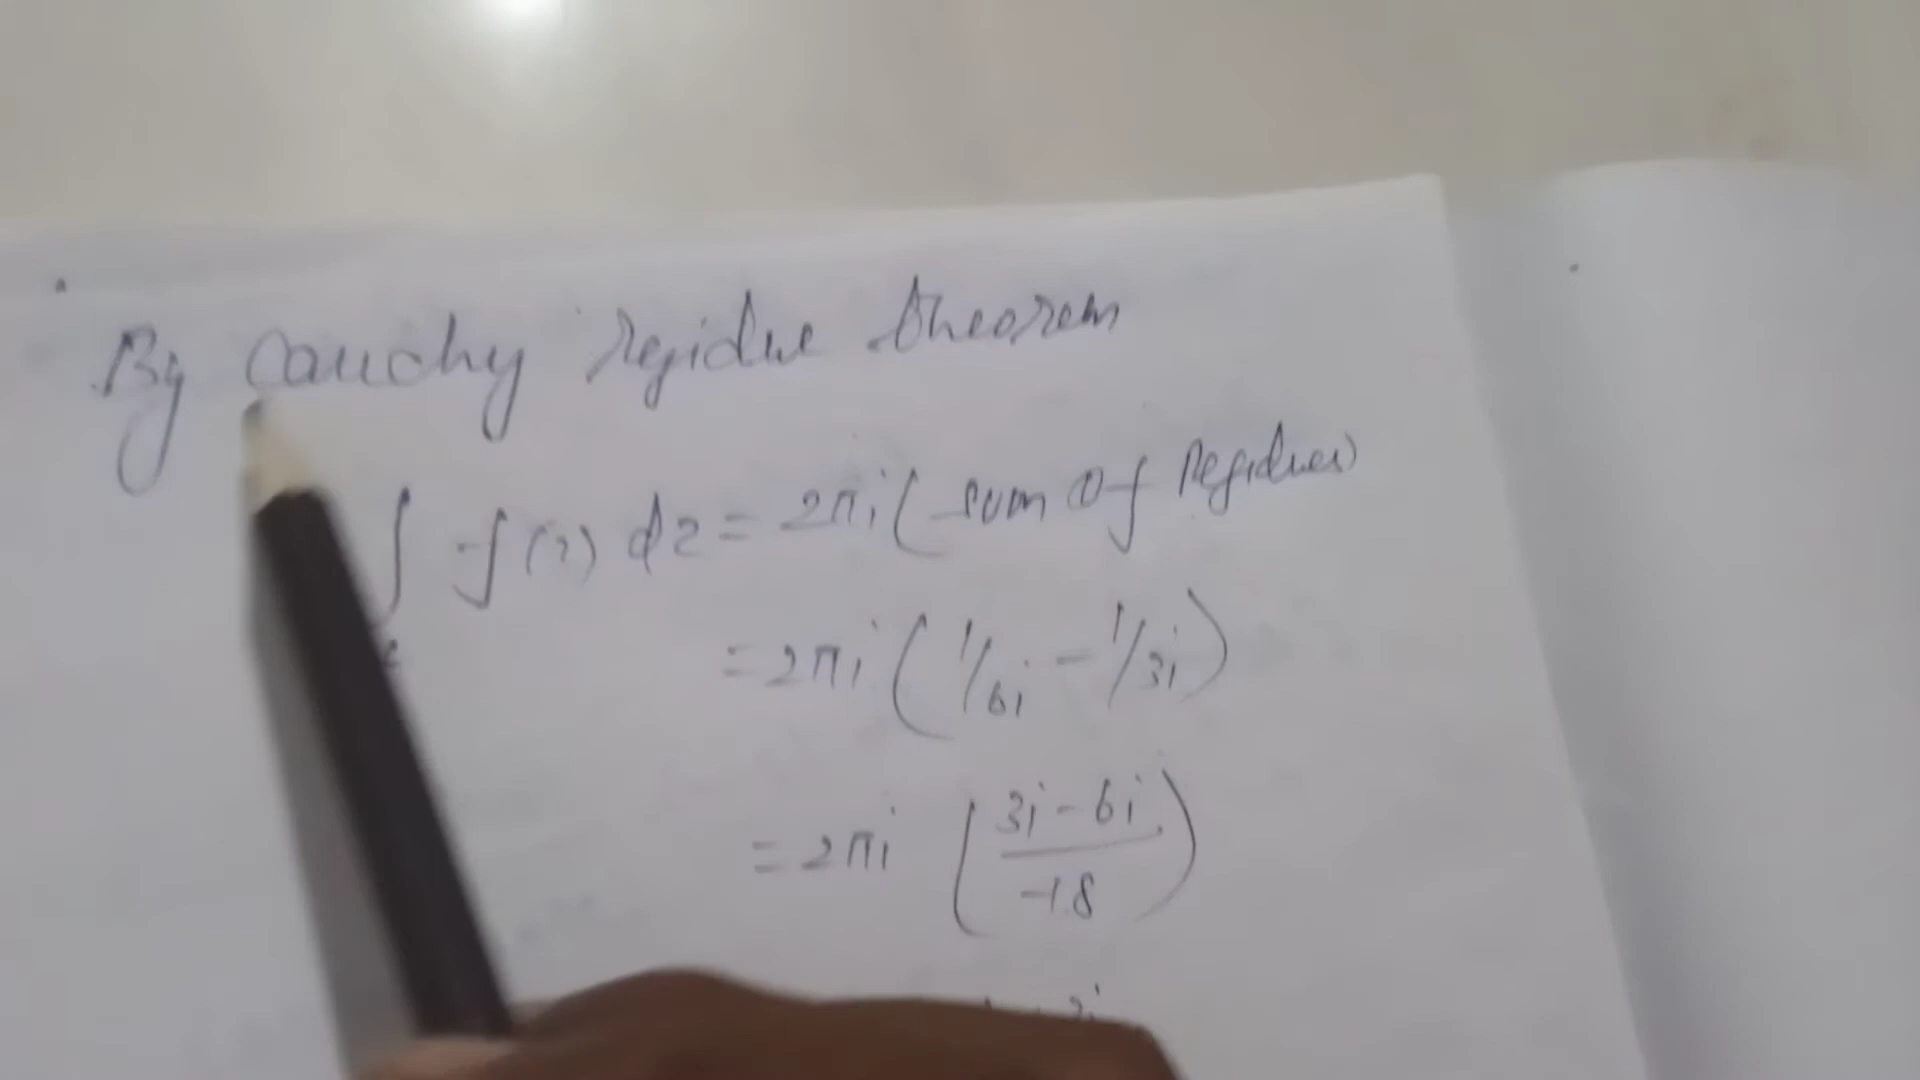 By Cauchy residue theorem
∫ f(z) dz = 2πi ( sum of Residues)
c
= 2πi ( 1/6i - 1/3i )
= 2πi ( 3i - 6i / -18 )